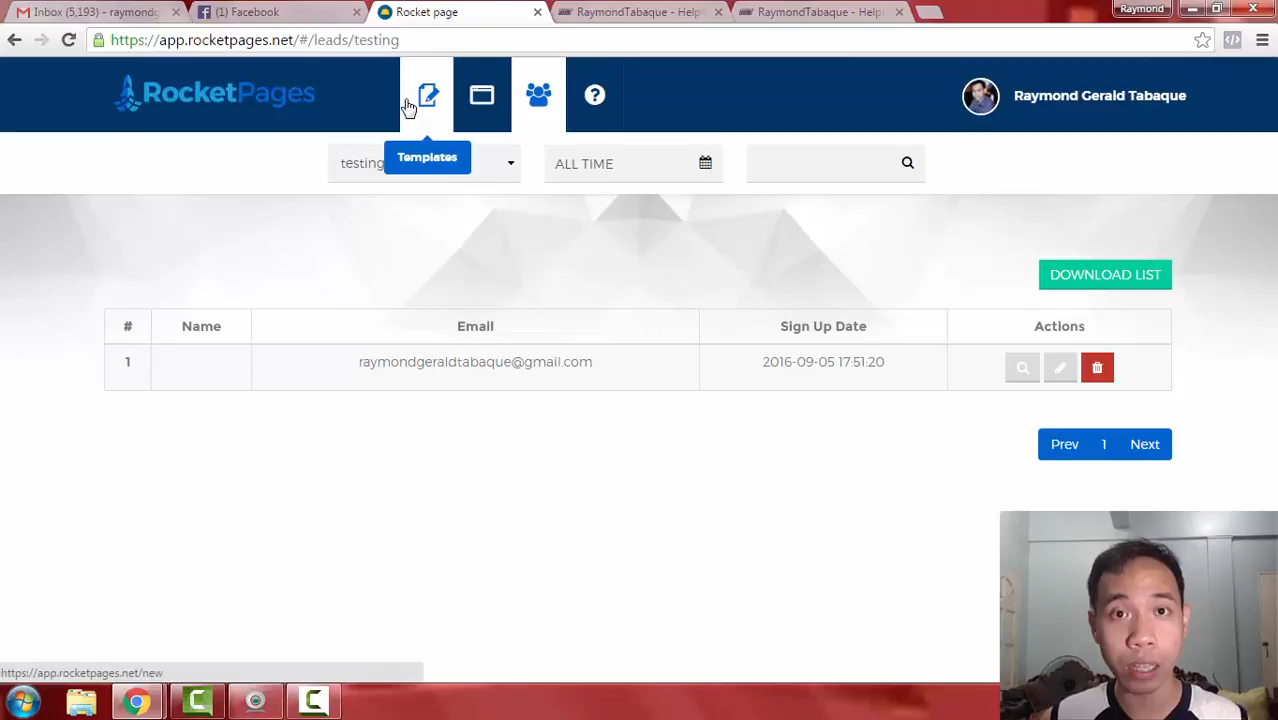 Inbox (5,193) - raymondg
(1) Facebook
Rocket page
RaymondTabaque - Help
RaymondTabaque - Help
Raymond
https://app.rocketpages.net/#/leads/testing
RocketPages
Raymond Gerald Tabaque
Templates
testing
ALL TIME
DOWNLOAD LIST
# Name Email Sign Up Date Actions
1 raymondgeraldtabaque@gmail.com 2016-09-05 17:51:20
Prev 1 Next
https://app.rocketpages.net/new